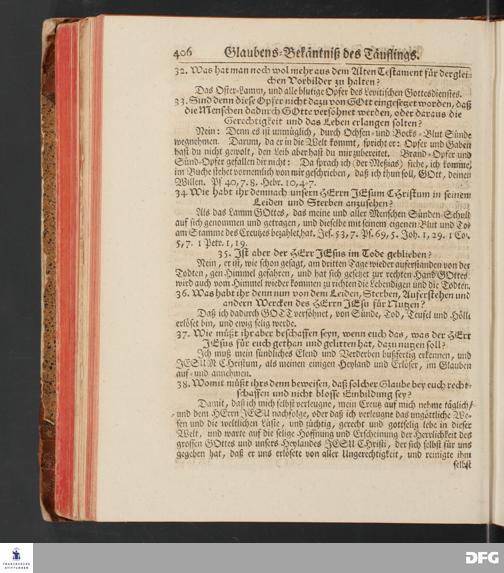 406 Glaubens-Bekäntniß des Täuflings.
32. Was hat man noch wol mehr aus dem Alten Testament für derglei-
chen Vorbilder zu halten?
Das Oster-Lamm, und alle blutige Opfer des Levitischen Gottesdienstes.
33. Sind denn diese Opfer nicht dazu von GOtt eingesetzet worden, daß
die Menschen dadurch GOtte versöhnet werden, oder daraus die
Gerechtigkeit und das Leben erlangen solten?
Nein: Denn es ist unmüglich, durch Ochsen- und Bocks-Blut Sünde
wegnehmen. Darum, da er in die Welt kommt, spricht er: Opfer und Gaben
hast du nicht gewolt, den Leib aber hast du mir zubereitet. Brand-Opfer und
Sünd-Opfer gefallen dir nicht: Da sprach ich (der Meßias) siehe, ich komme,
im Buche stehet vornemlich von mir geschrieben, daß ich thun soll, GOtt, deinen
Willen. Ps. 40, 7. 8. Hebr. 10, 4-7.
34. Wie habt ihr demnach unsern HErrn JEsum CHristum in seinem
Leiden und Sterben anzusehen?
Als das Lamm GOttes, das meine und aller Menschen Sünden-Schuld
auf sich genommen und getragen, und dieselbe mit seinem eigenen Blut und Tod
am Stamme des Creutzes bezahlet hat. Jes. 53, 7. Ps. 69, 5. Joh. 1, 29. 1 Cor.
5, 7. 1 Petr. 1, 19.
35. Ist aber der HErr JEsus im Tode geblieben?
Nein, er ist, wie schon gesagt, am dritten Tage wieder auferstanden von der
Todten, gen Himmel gefahren, und hat sich gesetzet zur rechten Hand GOttes
wird auch vom Himmel wieder kommen zu richten die Lebendigen und die Todten.
36. Was habt ihr denn nun von dem Leiden, Sterben, Auferstehen und
andern Wercken des HErrn JEsu für Nutzen?
Daß ich dadurch GOTT versöhnet, von Sünde, Tod, Teufel und Hölle
erlöset bin, und ewig selig werde.
37. Wie müßt ihr aber beschaffen seyn, wenn euch das, was der HErr
JEsus für euch gethan und gelitten hat, dazu nutzen soll?
Ich muß mein sündliches Elend und Verderben bußfertig erkennen, und
JESUM Christum, als meinen einigen Heyland und Erlöser, im Glauben
auf- und annehmen.
38. Womit müßt ihrs denn beweisen, daß solcher Glaube bey euch recht-
schaffen und nicht blosse Einbildung sey?
Damit, daß ich mich selbst verleugne, mein Creutz auf mich nehme täglich,
und dem HErrn JESU nachfolge, oder daß ich verleugne das ungöttliche We-
sen und die weltlichen Lüste, und züchtig, gerecht und gottselig lebe in dieser
Welt, und warte auf die selige Hoffnung und Erscheinung der Herrlichkeit des
grossen GOttes und unsers Heylandes JESU CHristi, der sich selbst für uns
gegeben hat, daß er uns erlösete von aller Ungerechtigkeit, und reinigte ihm
selbst
FRANCKESCHE
STIFTUNGEN
DFG